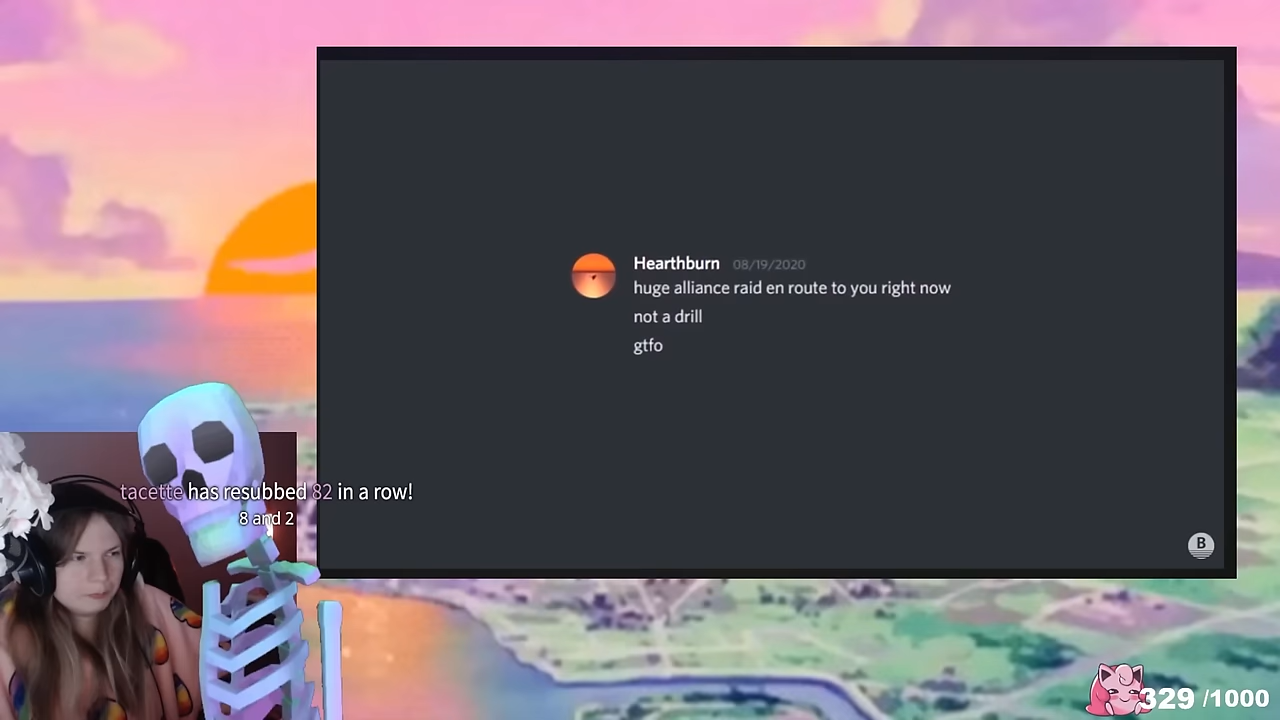 Hearthburn 08/19/2020
huge alliance raid en route to you right now
not a drill
gtfo
tacette has resubbed 82 in a row!
8 and 2
B
329 /1000